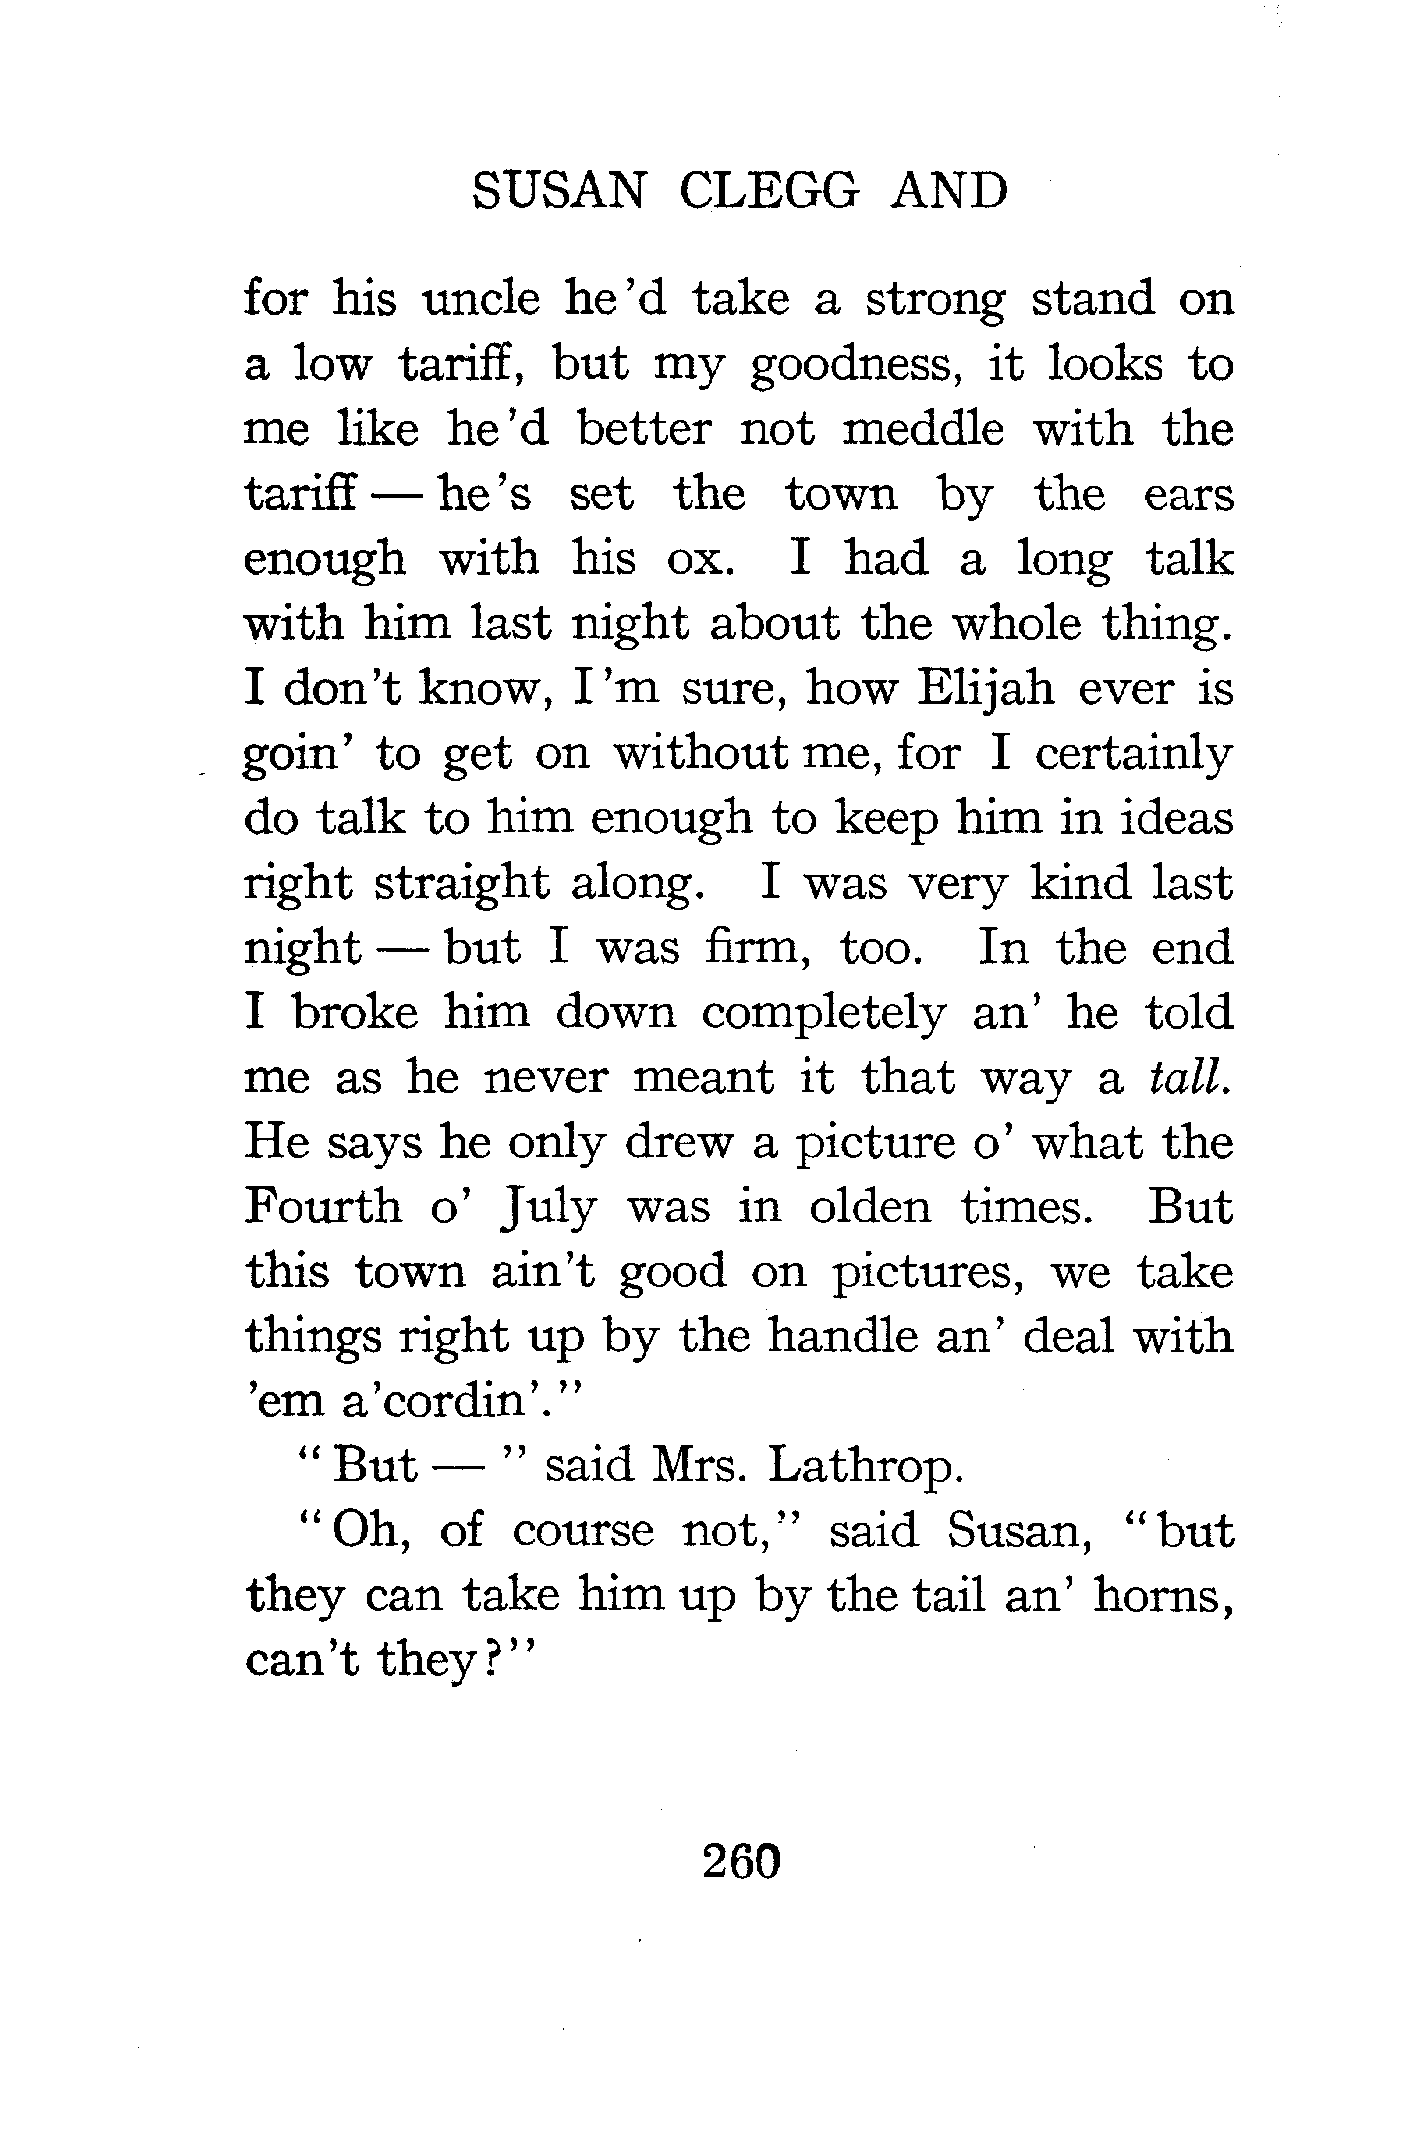 SUSAN CLEGG AND
for his uncle he'd take a strong stand on
a low tariff, but my goodness, it looks to
me like he'd better not meddle with the
tariff — he's set the town by the ears
enough with his ox. I had a long talk
with him last night about the whole thing.
I don't know, I'm sure, how Elijah ever is
goin' to get on without me, for I certainly
do talk to him enough to keep him in ideas
right straight along. I was very kind last
night — but I was firm, too. In the end
I broke him down completely an' he told
me as he never meant it that way a tall.
He says he only drew a picture o' what the
Fourth o' July was in olden times. But
this town ain't good on pictures, we take
things right up by the handle an' deal with
'em a'cordin'."
"But — " said Mrs. Lathrop.
"Oh, of course not," said Susan, "but
they can take him up by the tail an' horns,
can't they?"
260